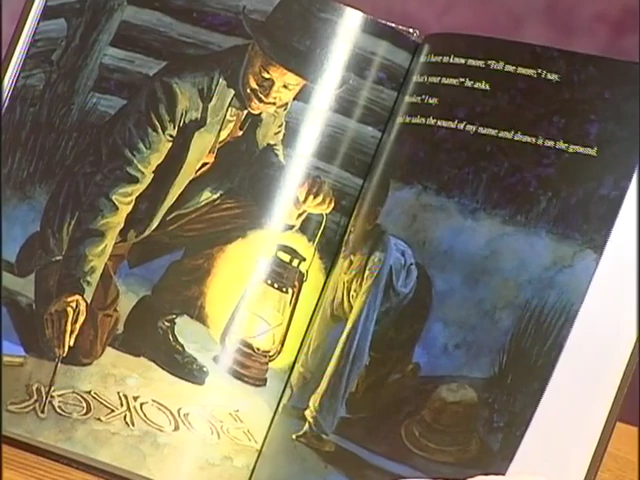 BOOKER
I have to know more. "Tell me more," I say.
your name?" he asks.
I say.
he takes the sound of my name and draws it on the ground.